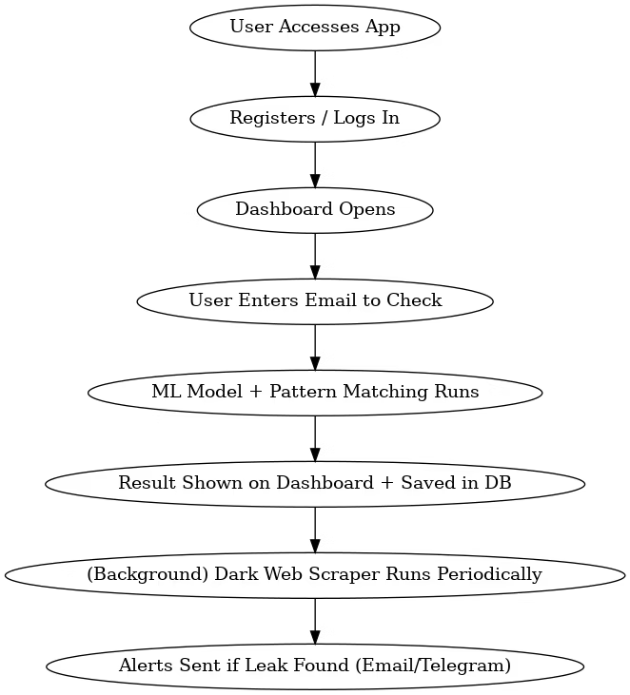 User Accesses App
Registers / Logs In
Dashboard Opens
User Enters Email to Check
ML Model + Pattern Matching Runs
Result Shown on Dashboard + Saved in DB
(Background) Dark Web Scraper Runs Periodically
Alerts Sent if Leak Found (Email/Telegram)